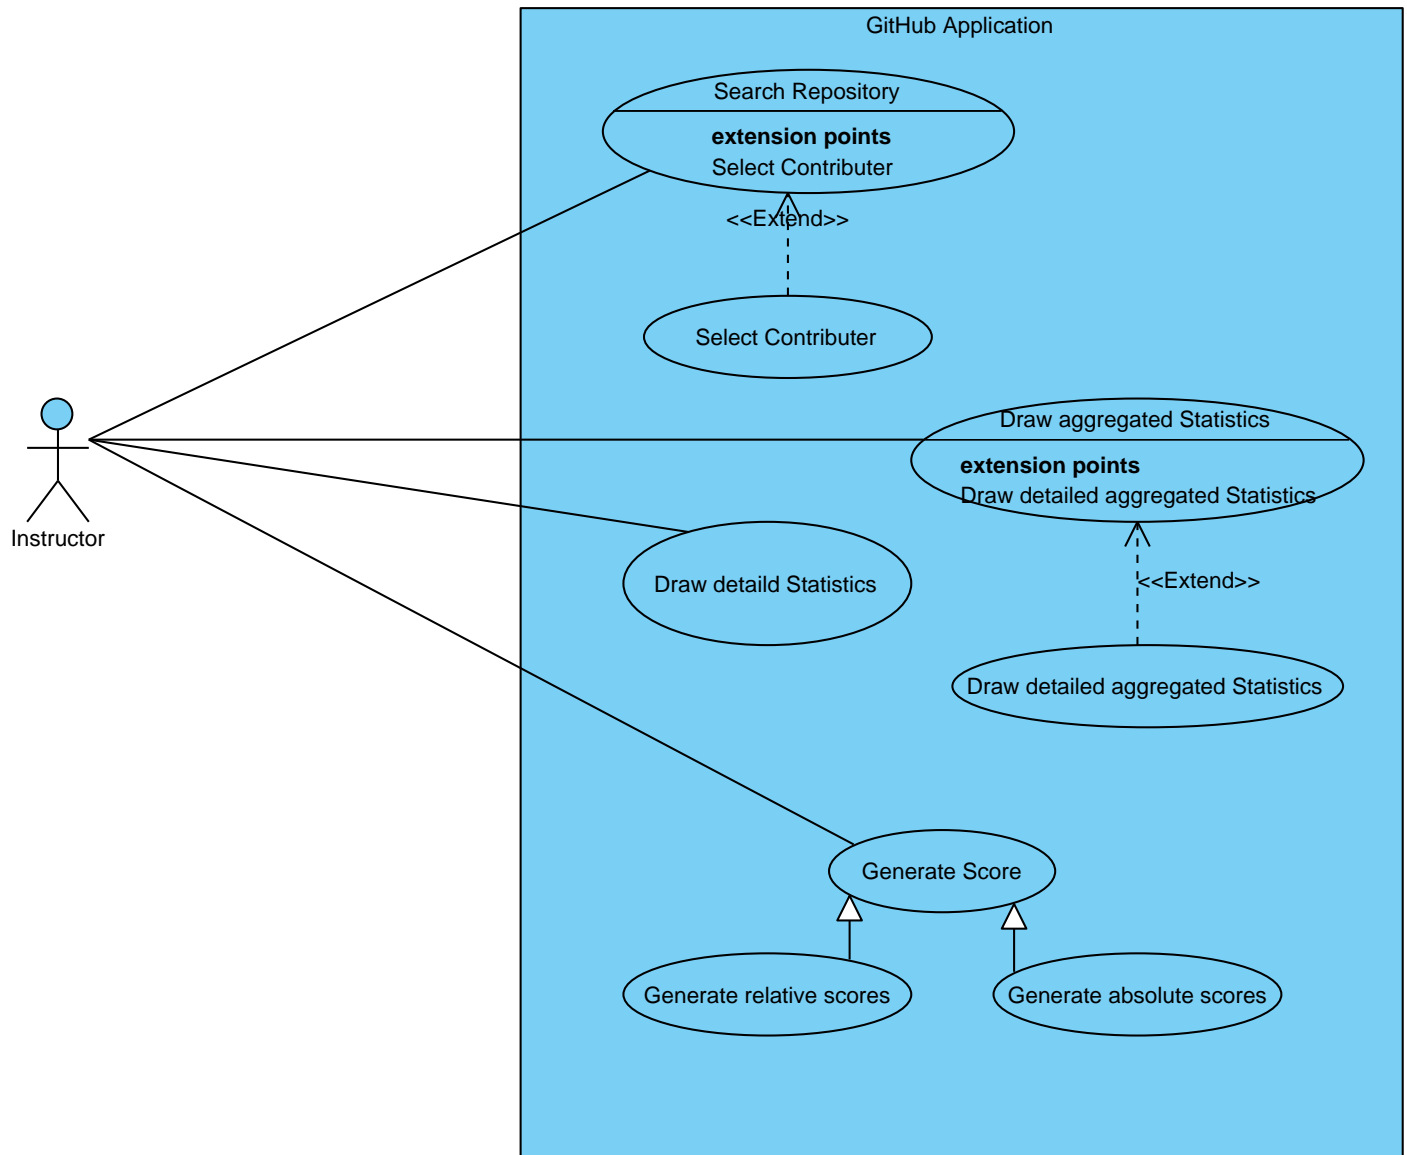 GitHub Application
Search Repository
extension points
Select Contributer
<<Extend>>
Select Contributer
Draw aggregated Statistics
extension points
Draw detailed aggregated Statistics
Instructor
Draw detaild Statistics
<<Extend>>
Draw detailed aggregated Statistics
Generate Score
Generate relative scores
Generate absolute scores